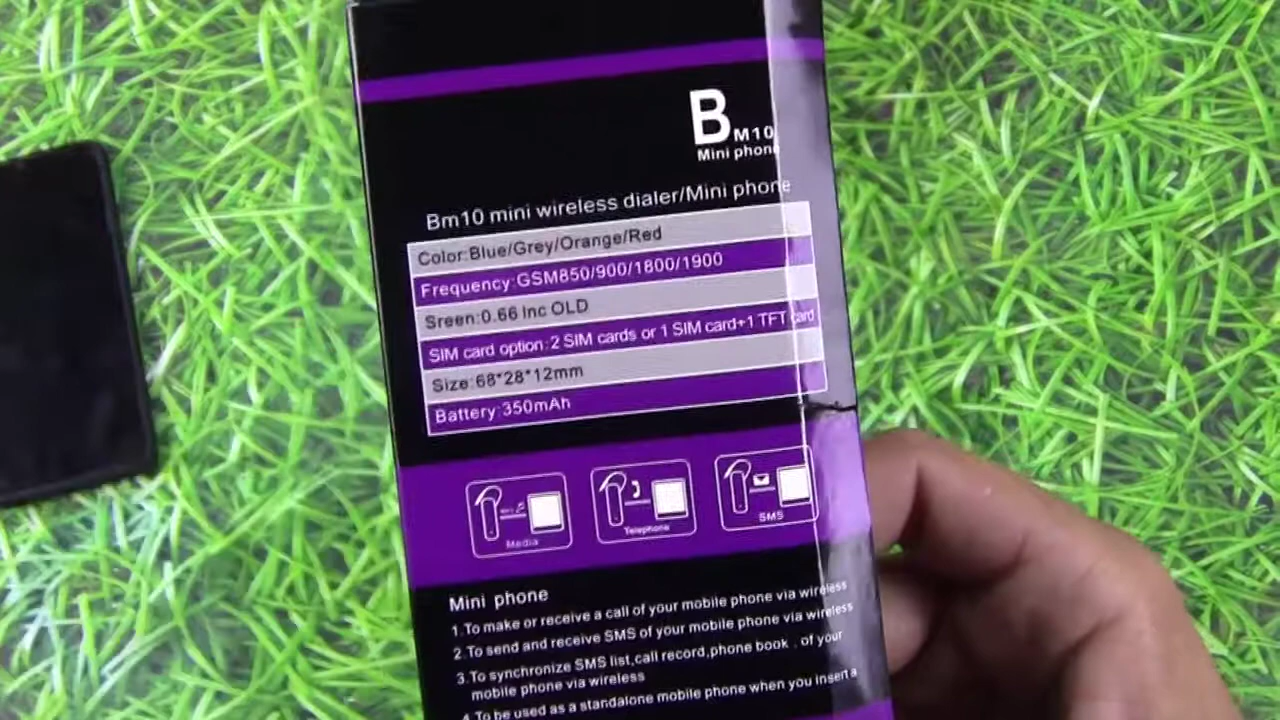 BM10
Mini phone
Bm10 mini wireless dialer/Mini phone
Color:Blue/Grey/Orange/Red
Frequency:GSM850/900/1800/1900
Sreen:0.66 Inc OLD
SIM card option:2 SIM cards or 1 SIM card+1 TFT card
Size:68*28*12mm
Battery:350mAh
Media
Telephone
SMS
Mini phone
1.To make or receive a call of your mobile phone via wireless
2.To send and receive SMS of your mobile phone via wireless
3.To synchronize SMS list,call record,phone book . of your
mobile phone via wireless
4.To be used as a standalone mobile phone when you insert a